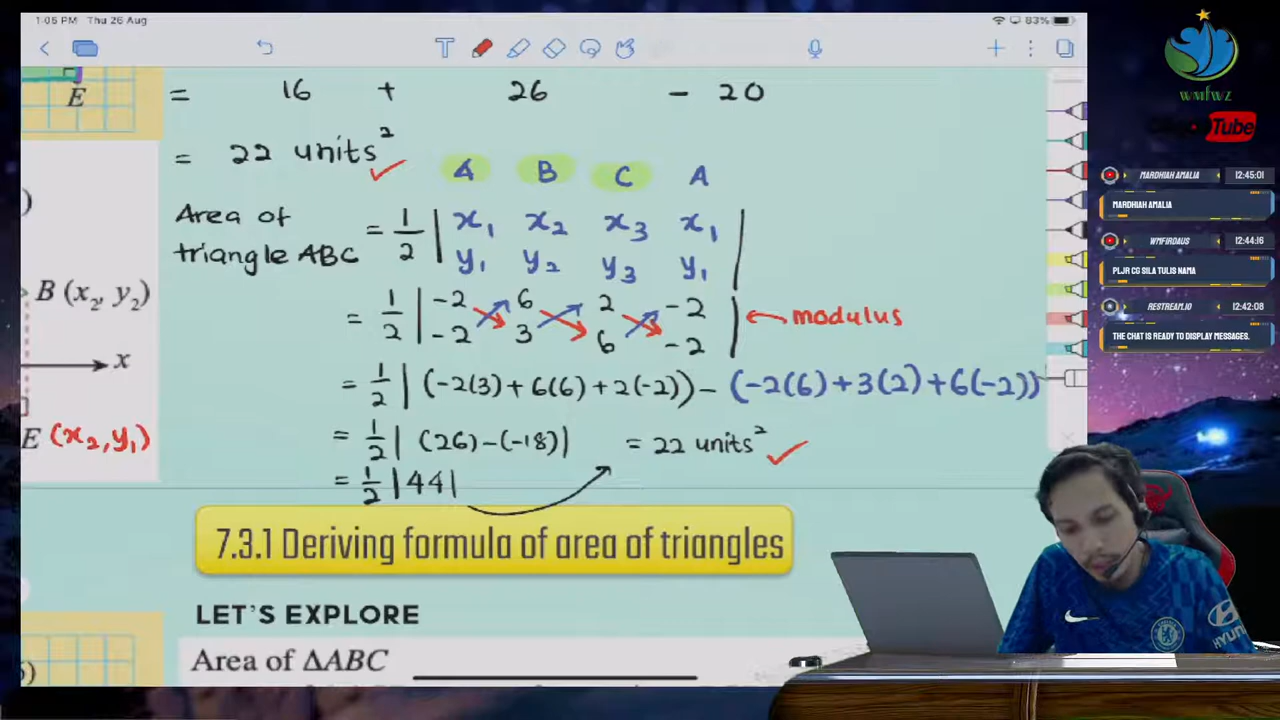 1:05 PM Thu 26 Aug
83%
E
= 16 + 26 - 20
= 22 units²
A B C A
Area of triangle ABC = 1/2 | x₁ x₂ x₃ x₁ |
y₁ y₂ y₃ y₁
B (x₂, y₂)
= 1/2 | -2 6 2 -2 | modulus
-2 3 6 -2
x
= 1/2 | (-2(3) + 6(6) + 2(-2)) - (-2(6) + 3(2) + 6(-2))
E (x₂, y₁)
= 1/2 | (26) - (-18) | = 22 units²
= 1/2 |44|
7.3.1 Deriving formula of area of triangles
LET'S EXPLORE
Area of ΔABC
wmfwz
Tube
MARDHIAH AMALIA 12:45:01
MARDHIAH AMALIA
WMFIRDAUS 12:44:16
PLJR CG SILA TULIS NAMA
RESTREAM.IO 12:42:08
THE CHAT IS READY TO DISPLAY MESSAGES.
HYUN